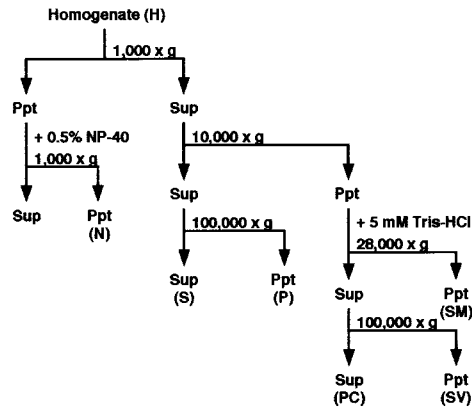 Homogenate (H)
1,000 x g
Ppt
Sup
+ 0.5% NP-40
1,000 x g
10,000 x g
Sup
Ppt
(N)
Sup
Ppt
100,000 x g
+ 5 mM Tris-HCl
28,000 x g
Sup
(S)
Ppt
(P)
Sup
Ppt
(SM)
100,000 x g
Sup
(PC)
Ppt
(SV)